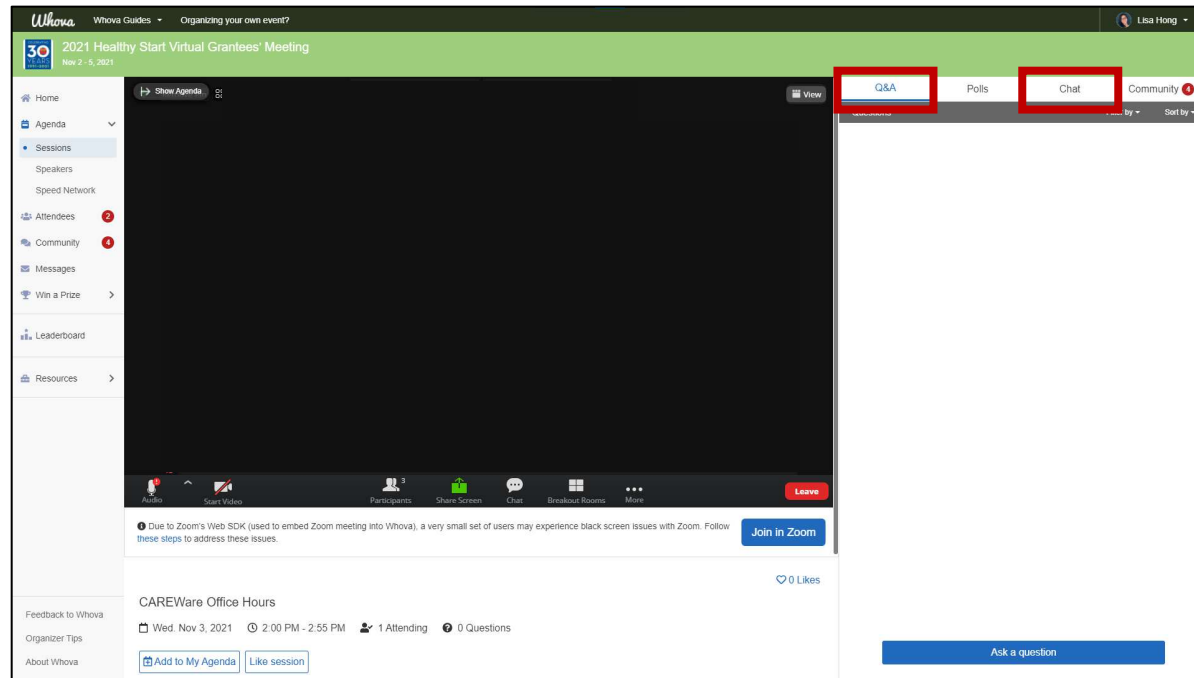 Whova Whova Guides Organizing your own event? Lisa Hong
30 YEARS
2021 Healthy Start Virtual Grantees' Meeting
Nov 2 - 5, 2021
Home
Agenda
Sessions
Speakers
Speed Network
Attendees 2
Community 4
Messages
Win a Prize
Leaderboard
Resources
Feedback to Whova
Organizer Tips
About Whova
Show Agenda
View
Audio
Start Video
Participants 3
Share Screen
Chat
Breakout Rooms
More
Leave
Due to Zoom's Web SDK (used to embed Zoom meeting into Whova), a very small set of users may experience black screen issues with Zoom. Follow
these steps to address these issues.
Join in Zoom
0 Likes
CAREWare Office Hours
Wed. Nov 3, 2021 2:00 PM - 2:55 PM 1 Attending 0 Questions
Add to My Agenda Like session
Q&A Polls Chat Community 4
Questions by Sort by
Ask a question